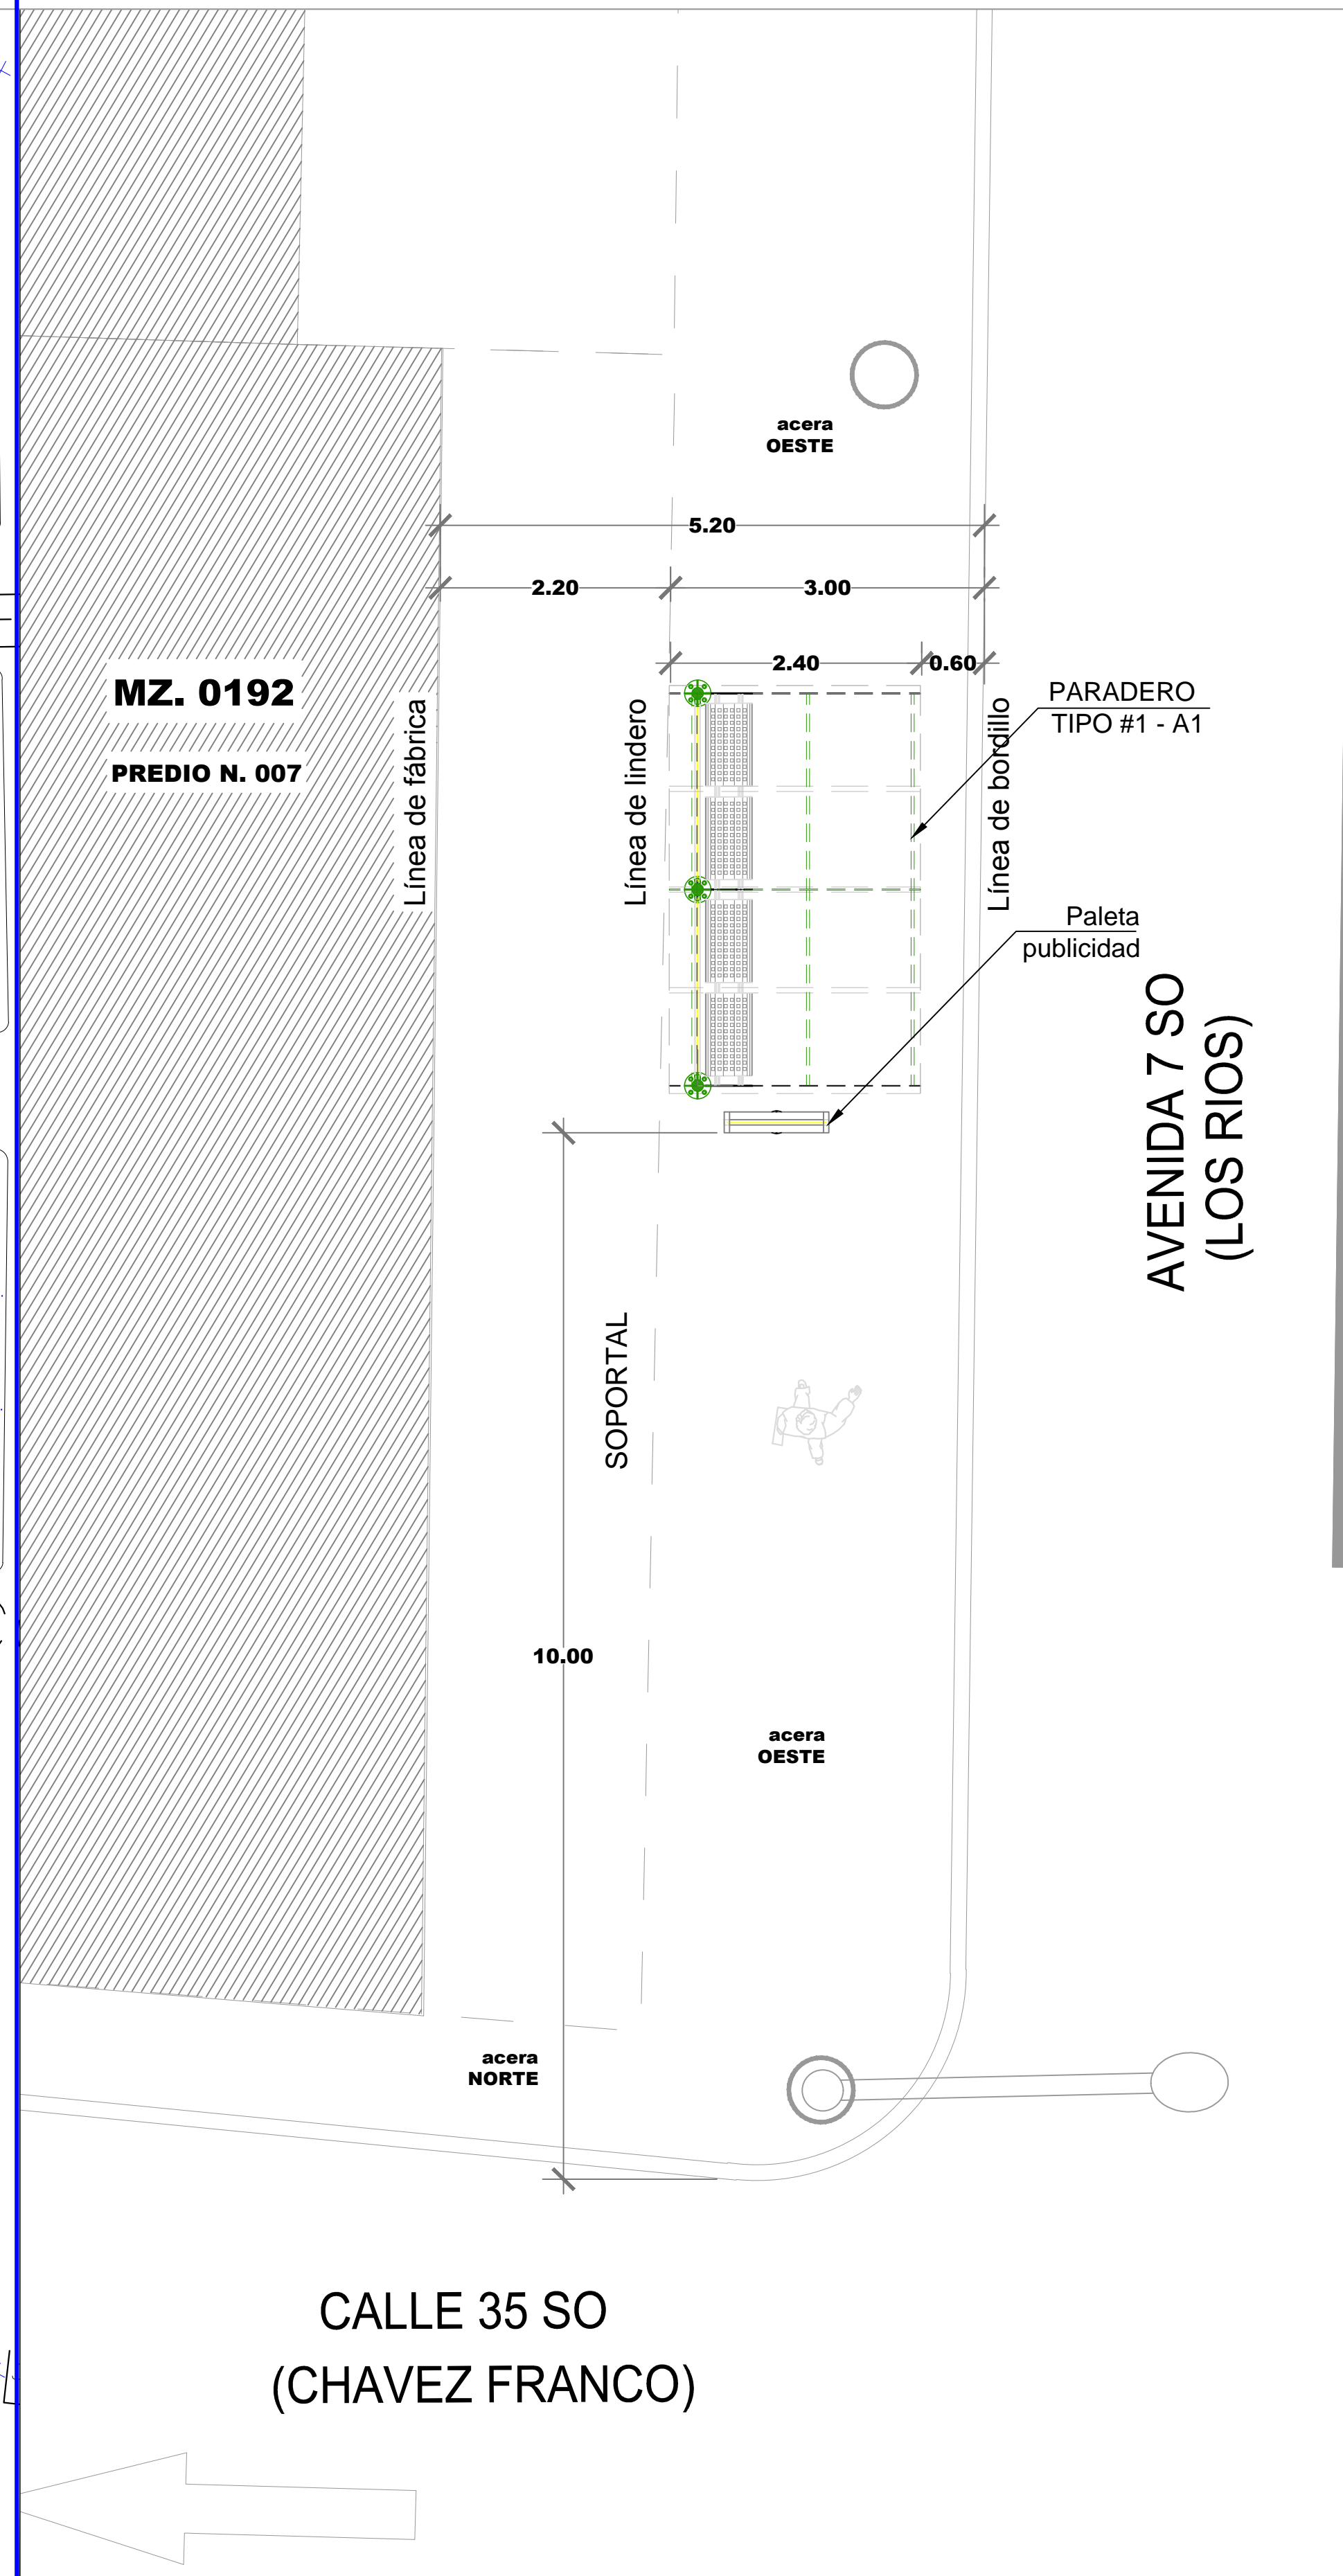 acera
OESTE
5.20
2.20
3.00
2.40
0.60
MZ. 0192
PREDIO N. 007
Línea de fábrica
Línea de lindero
Línea de bordillo
PARADERO
TIPO #1 - A1
Paleta
publicidad
AVENIDA 7 SO
(LOS RIOS)
SOPORTAL
10.00
acera
OESTE
acera
NORTE
CALLE 35 SO
(CHAVEZ FRANCO)